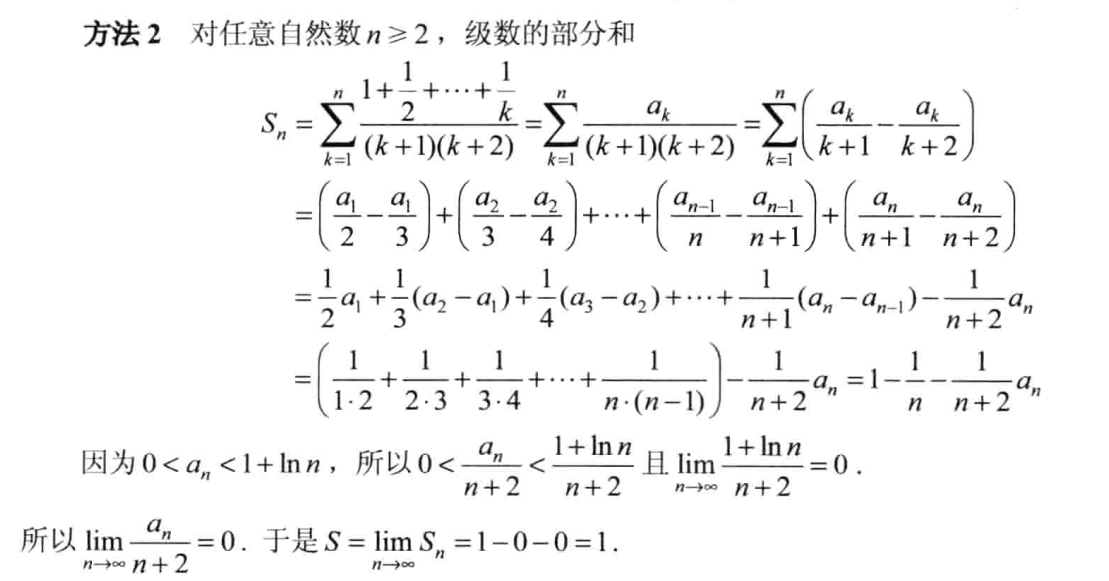 方法 2 对任意自然数 n ≥ 2，级数的部分和
$S_n = \sum_{k=1}^{n} \frac{1+\frac{1}{2}+\cdots+\frac{1}{k}}{(k+1)(k+2)} = \sum_{k=1}^{n} \frac{a_k}{(k+1)(k+2)} = \sum_{k=1}^{n} \left( \frac{a_k}{k+1} - \frac{a_k}{k+2} \right)$
$= \left( \frac{a_1}{2} - \frac{a_1}{3} \right) + \left( \frac{a_2}{3} - \frac{a_2}{4} \right) + \cdots + \left( \frac{a_{n-1}}{n} - \frac{a_{n-1}}{n+1} \right) + \left( \frac{a_n}{n+1} - \frac{a_n}{n+2} \right)$
$= \frac{1}{2}a_1 + \frac{1}{3}(a_2 - a_1) + \frac{1}{4}(a_3 - a_2) + \cdots + \frac{1}{n+1}(a_n - a_{n-1}) - \frac{1}{n+2}a_n$
$= \left( \frac{1}{1 \cdot 2} + \frac{1}{2 \cdot 3} + \frac{1}{3 \cdot 4} + \cdots + \frac{1}{n \cdot (n-1)} \right) - \frac{1}{n+2}a_n = 1 - \frac{1}{n} - \frac{1}{n+2}a_n$
因为 $0 < a_n < 1 + \ln n$，所以 $0 < \frac{a_n}{n+2} < \frac{1+\ln n}{n+2}$ 且 $\lim_{n \to \infty} \frac{1+\ln n}{n+2} = 0$．
所以 $\lim_{n \to \infty} \frac{a_n}{n+2} = 0$．于是 $S = \lim_{n \to \infty} S_n = 1 - 0 - 0 = 1$．